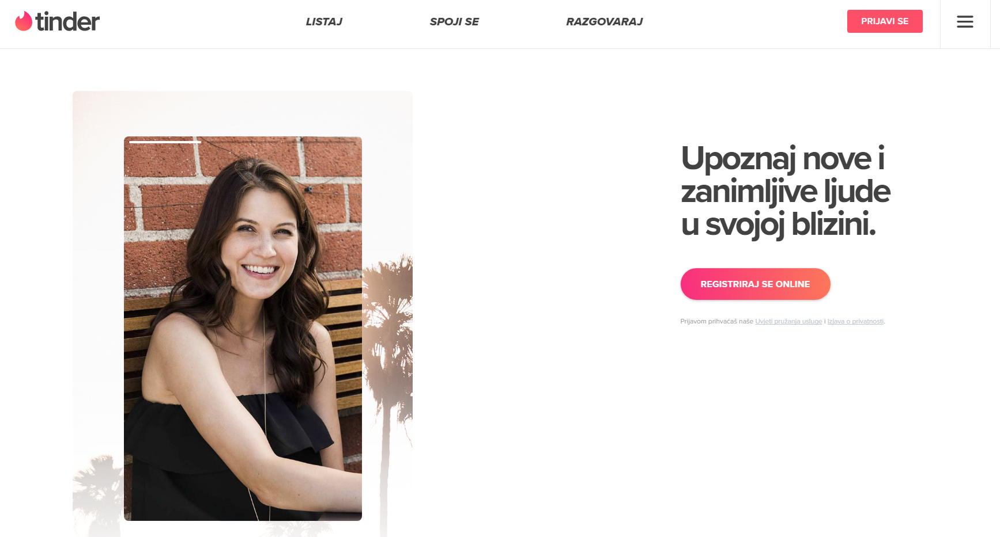 tinder
LISTAJ
SPOJI SE
RAZGOVARAJ
PRIJAVI SE
Upoznaj nove i
zanimljive ljude
u svojoj blizini.
REGISTRIRAJ SE ONLINE
Prijavom prihvaćaš naše Uvjeti pružanja usluge i Izjava o privatnosti.